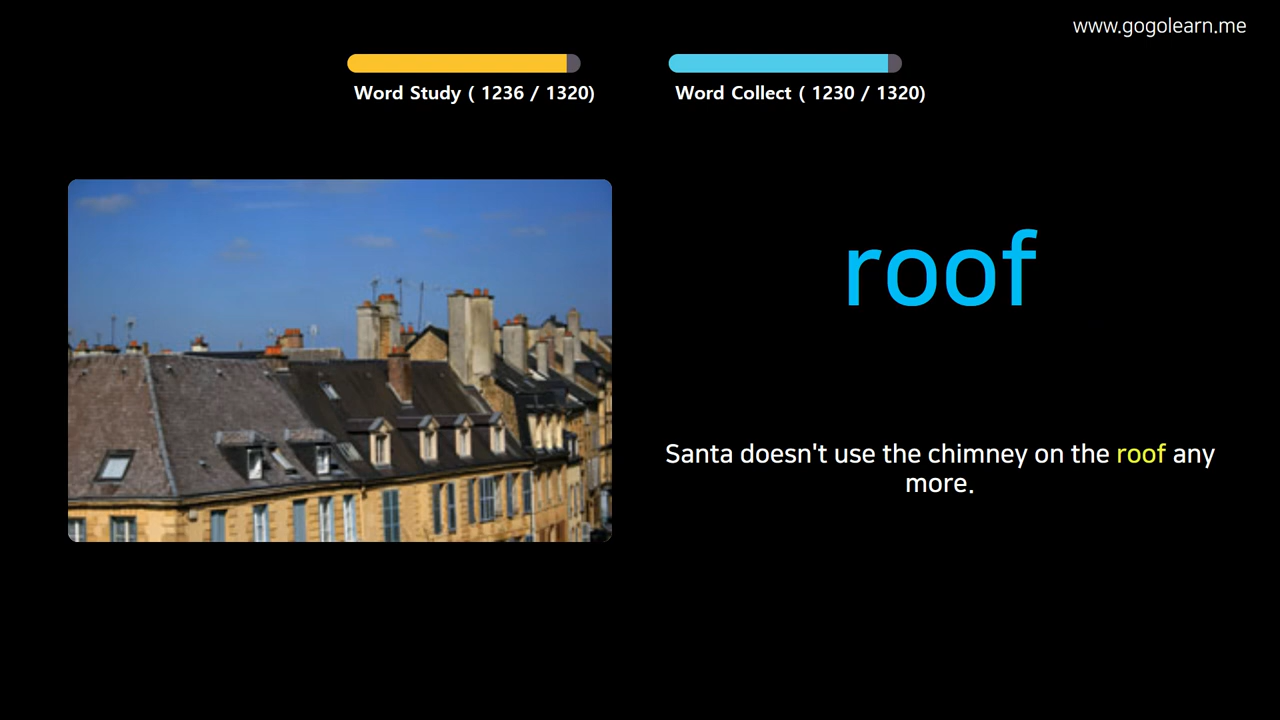 www.gogolearn.me
Word Study ( 1236 / 1320)
Word Collect ( 1230 / 1320)
roof
Santa doesn't use the chimney on the roof any
more.